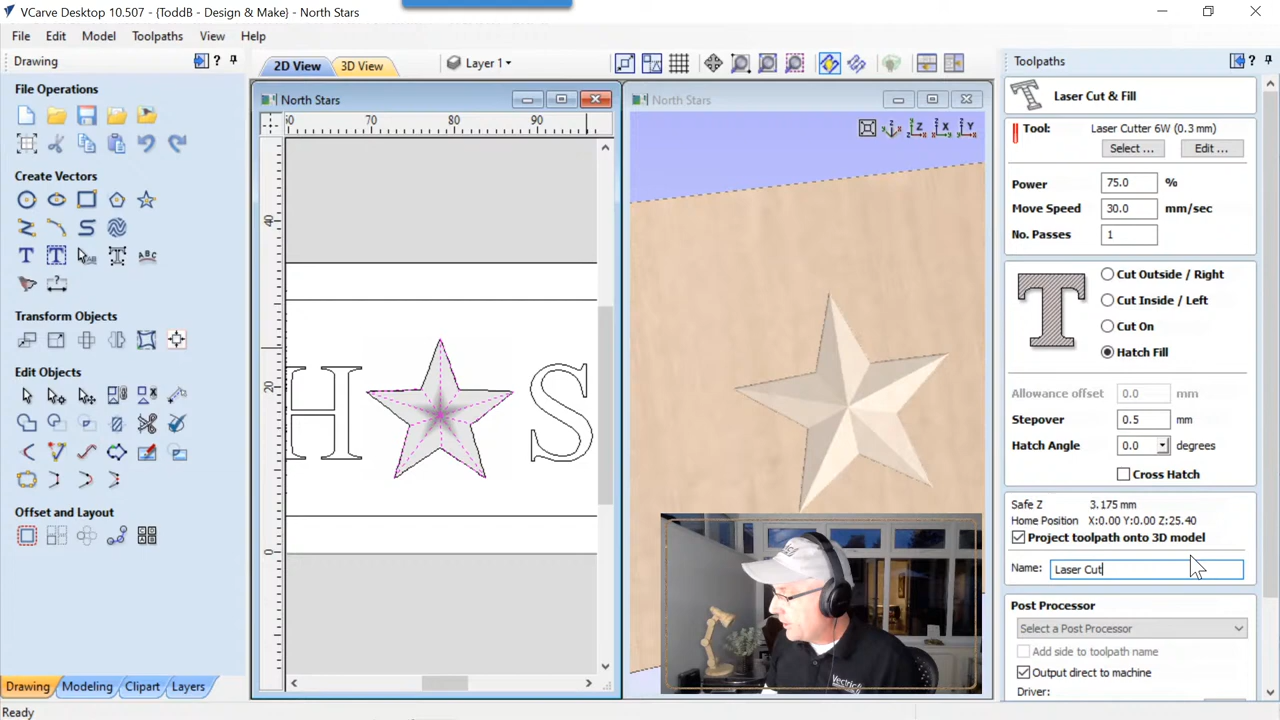 VCarve Desktop 10.507 - {ToddB - Design & Make} - North Stars
File Edit Model Toolpaths View Help
Drawing
File Operations
Create Vectors
Transform Objects
Edit Objects
Offset and Layout
Drawing Modeling Clipart Layers
Ready
2D View 3D View Layer 1
North Stars
70 80 90
40
20
0
H S
North Stars
Z X Y
Toolpaths
Laser Cut & Fill
Tool: Laser Cutter 6W (0.3 mm)
Select ... Edit ...
Power 75.0 %
Move Speed 30.0 mm/sec
No. Passes 1
Cut Outside / Right
Cut Inside / Left
Cut On
Hatch Fill
Allowance offset 0.0 mm
Stepover 0.5 mm
Hatch Angle 0.0 degrees
Cross Hatch
Safe Z 3.175 mm
Home Position X:0.00 Y:0.00 Z:25.40
Project toolpath onto 3D model
Name: Laser Cut
Post Processor
Select a Post Processor
Add side to toolpath name
Output direct to machine
Driver: